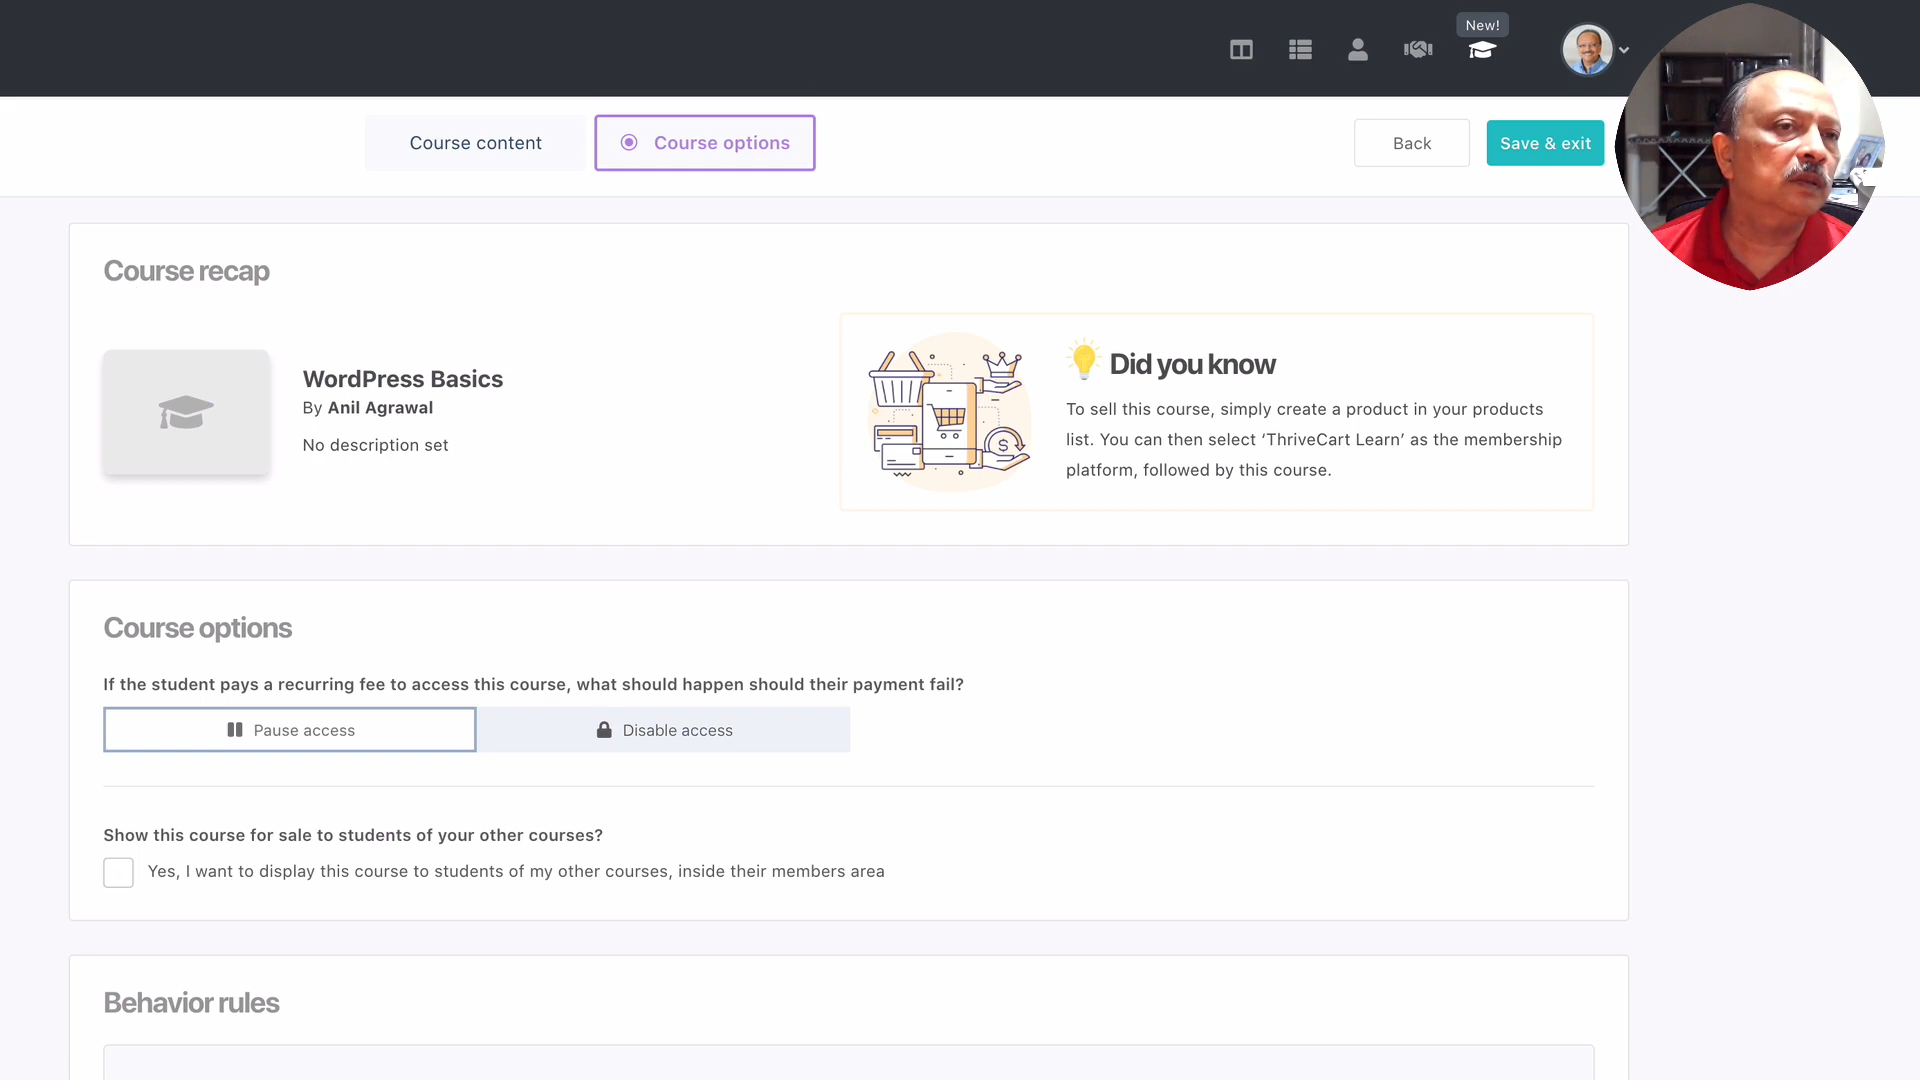 New!
Course content
Course options
Back
Save & exit
Course recap
WordPress Basics
By Anil Agrawal
No description set
Did you know
To sell this course, simply create a product in your products
list. You can then select ‘ThriveCart Learn’ as the membership
platform, followed by this course.
Course options
If the student pays a recurring fee to access this course, what should happen should their payment fail?
Pause access
Disable access
Show this course for sale to students of your other courses?
Yes, I want to display this course to students of my other courses, inside their members area
Behavior rules